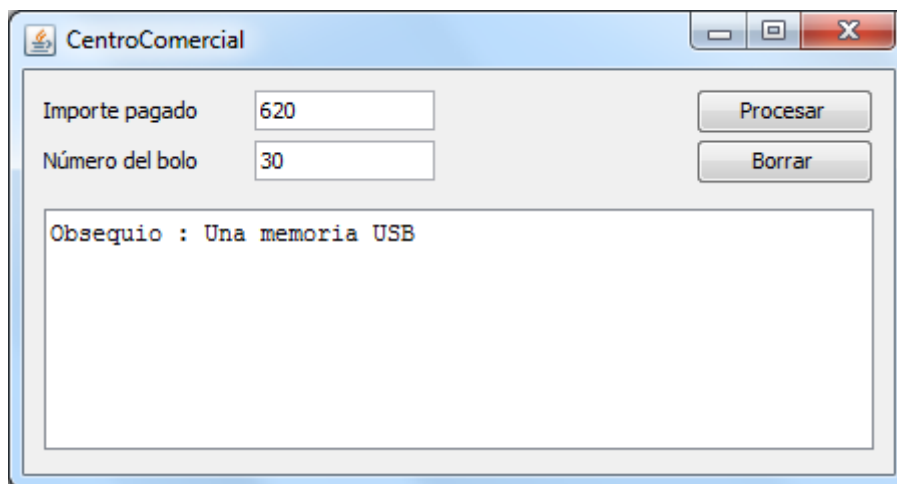 CentroComercial
Importe pagado 620 Procesar
Número del bolo 30 Borrar
Obsequio : Una memoria USB